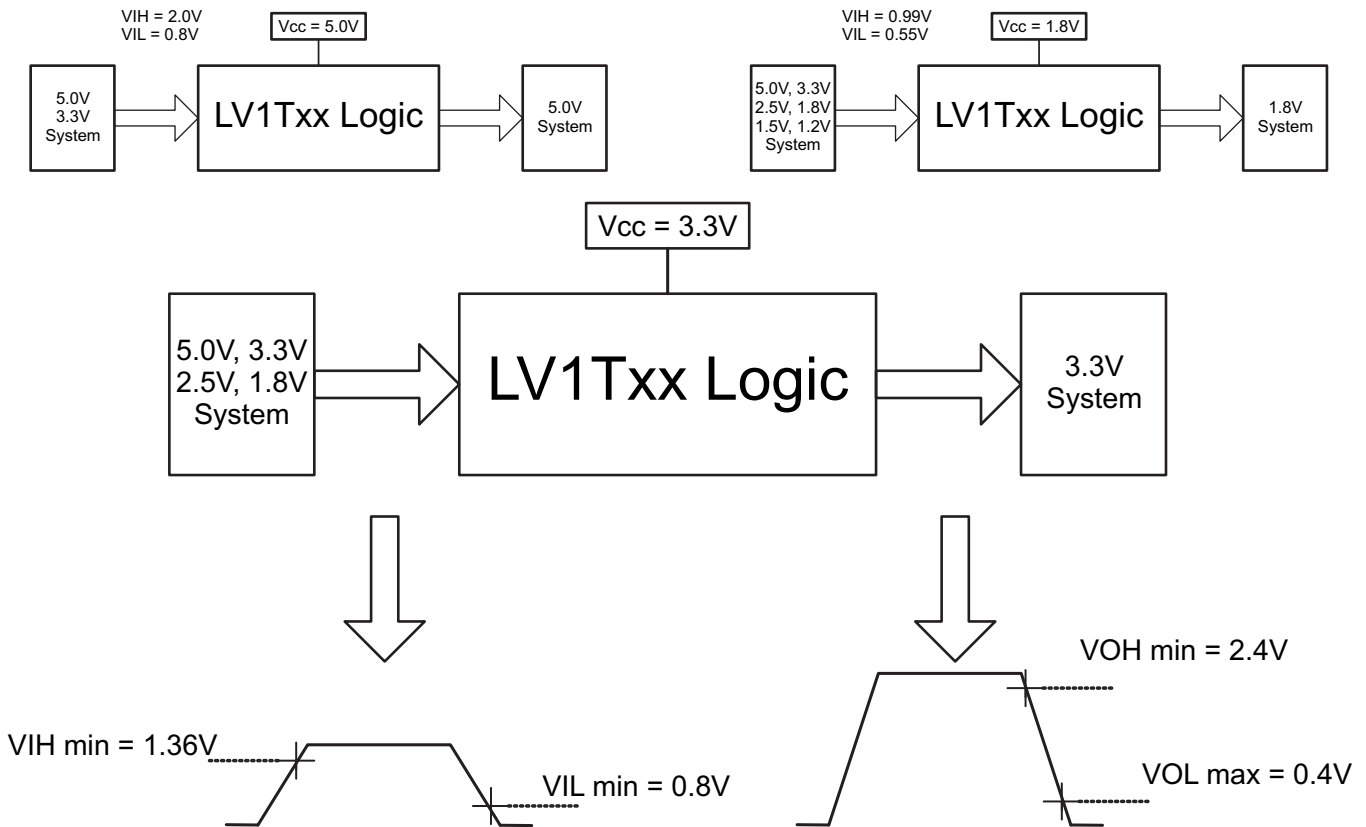 VIH = 2.0V
VIL = 0.8V
Vcc = 5.0V
5.0V
3.3V
System
LV1Txx Logic
5.0V
System
VIH = 0.99V
VIL = 0.55V
Vcc = 1.8V
5.0V, 3.3V
2.5V, 1.8V
1.5V, 1.2V
System
LV1Txx Logic
1.8V
System
Vcc = 3.3V
5.0V, 3.3V
2.5V, 1.8V
System
LV1Txx Logic
3.3V
System
VIH min = 1.36V
VIL min = 0.8V
VOH min = 2.4V
VOL max = 0.4V